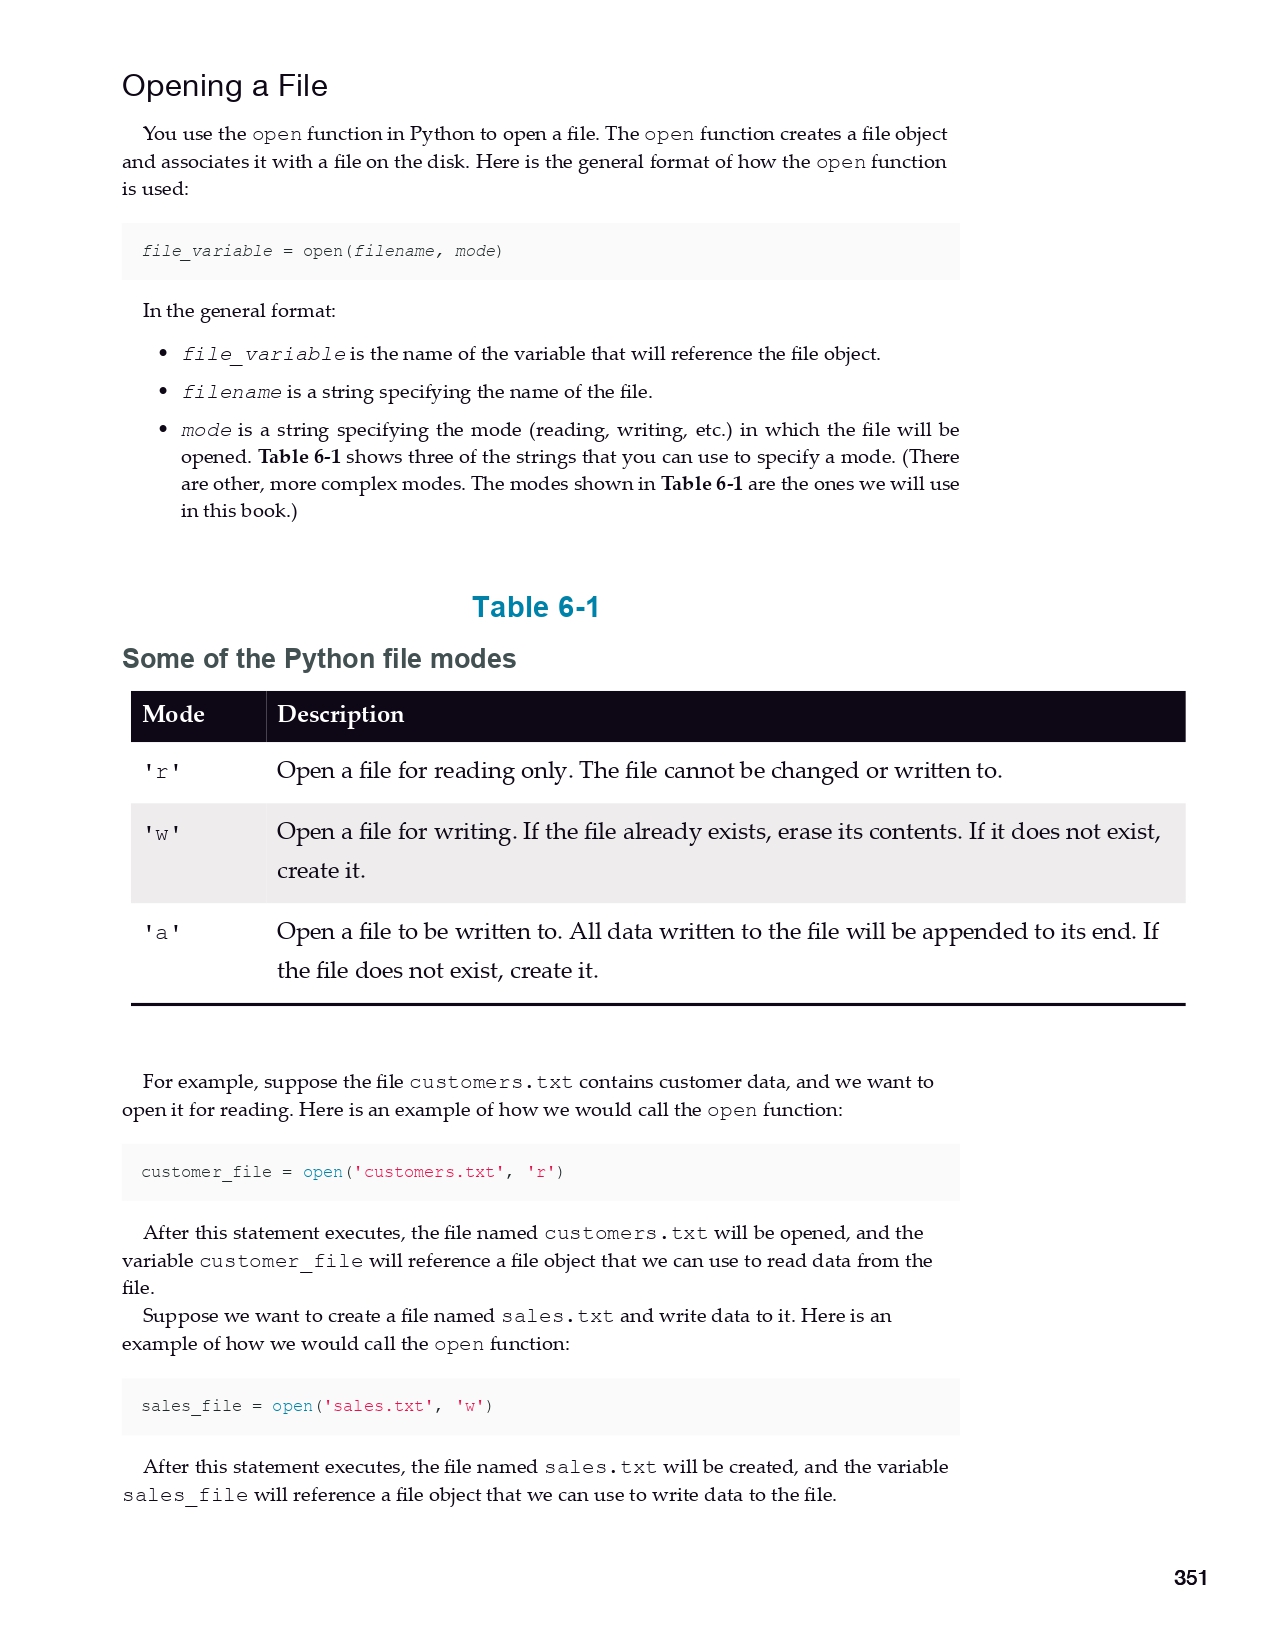 Opening a File
You use the open function in Python to open a file. The open function creates a file object
and associates it with a file on the disk. Here is the general format of how the open function
is used:
file_variable = open(filename, mode)
In the general format:
• file_variable is the name of the variable that will reference the file object.
• filename is a string specifying the name of the file.
• mode is a string specifying the mode (reading, writing, etc.) in which the file will be
opened. Table 6-1 shows three of the strings that you can use to specify a mode. (There
are other, more complex modes. The modes shown in Table 6-1 are the ones we will use
in this book.)
Table 6-1
Some of the Python file modes
Mode Description
'r' Open a file for reading only. The file cannot be changed or written to.
'w' Open a file for writing. If the file already exists, erase its contents. If it does not exist,
create it.
'a' Open a file to be written to. All data written to the file will be appended to its end. If
the file does not exist, create it.
For example, suppose the file customers.txt contains customer data, and we want to
open it for reading. Here is an example of how we would call the open function:
customer_file = open('customers.txt', 'r')
After this statement executes, the file named customers.txt will be opened, and the
variable customer_file will reference a file object that we can use to read data from the
file.
Suppose we want to create a file named sales.txt and write data to it. Here is an
example of how we would call the open function:
sales_file = open('sales.txt', 'w')
After this statement executes, the file named sales.txt will be created, and the variable
sales_file will reference a file object that we can use to write data to the file.
351